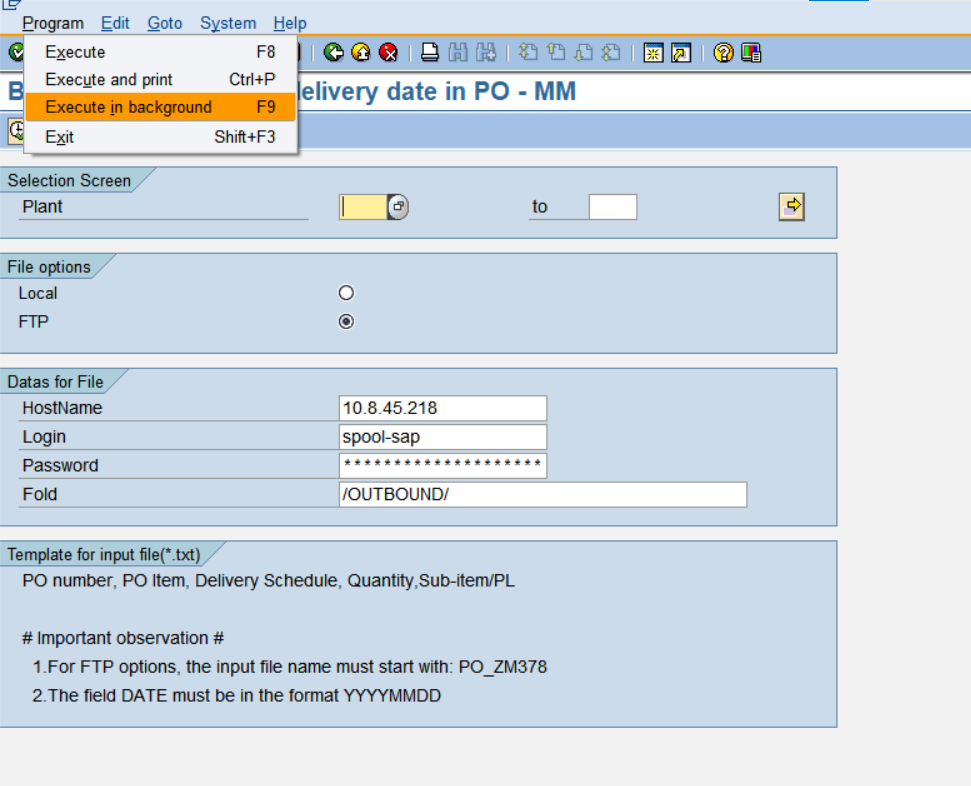 Program Edit Goto System Help
Execute F8
Execute and print Ctrl+P
elivery date in PO - MM
Execute in background F9
Exit Shift+F3
Selection Screen
Plant to
File options
Local
FTP
Datas for File
HostName 10.8.45.218
Login spool-sap
Password ********************
Fold /OUTBOUND/
Template for input file(*.txt)
PO number, PO Item, Delivery Schedule, Quantity,Sub-item/PL
# Important observation #
1.For FTP options, the input file name must start with: PO_ZM378
2.The field DATE must be in the format YYYYMMDD